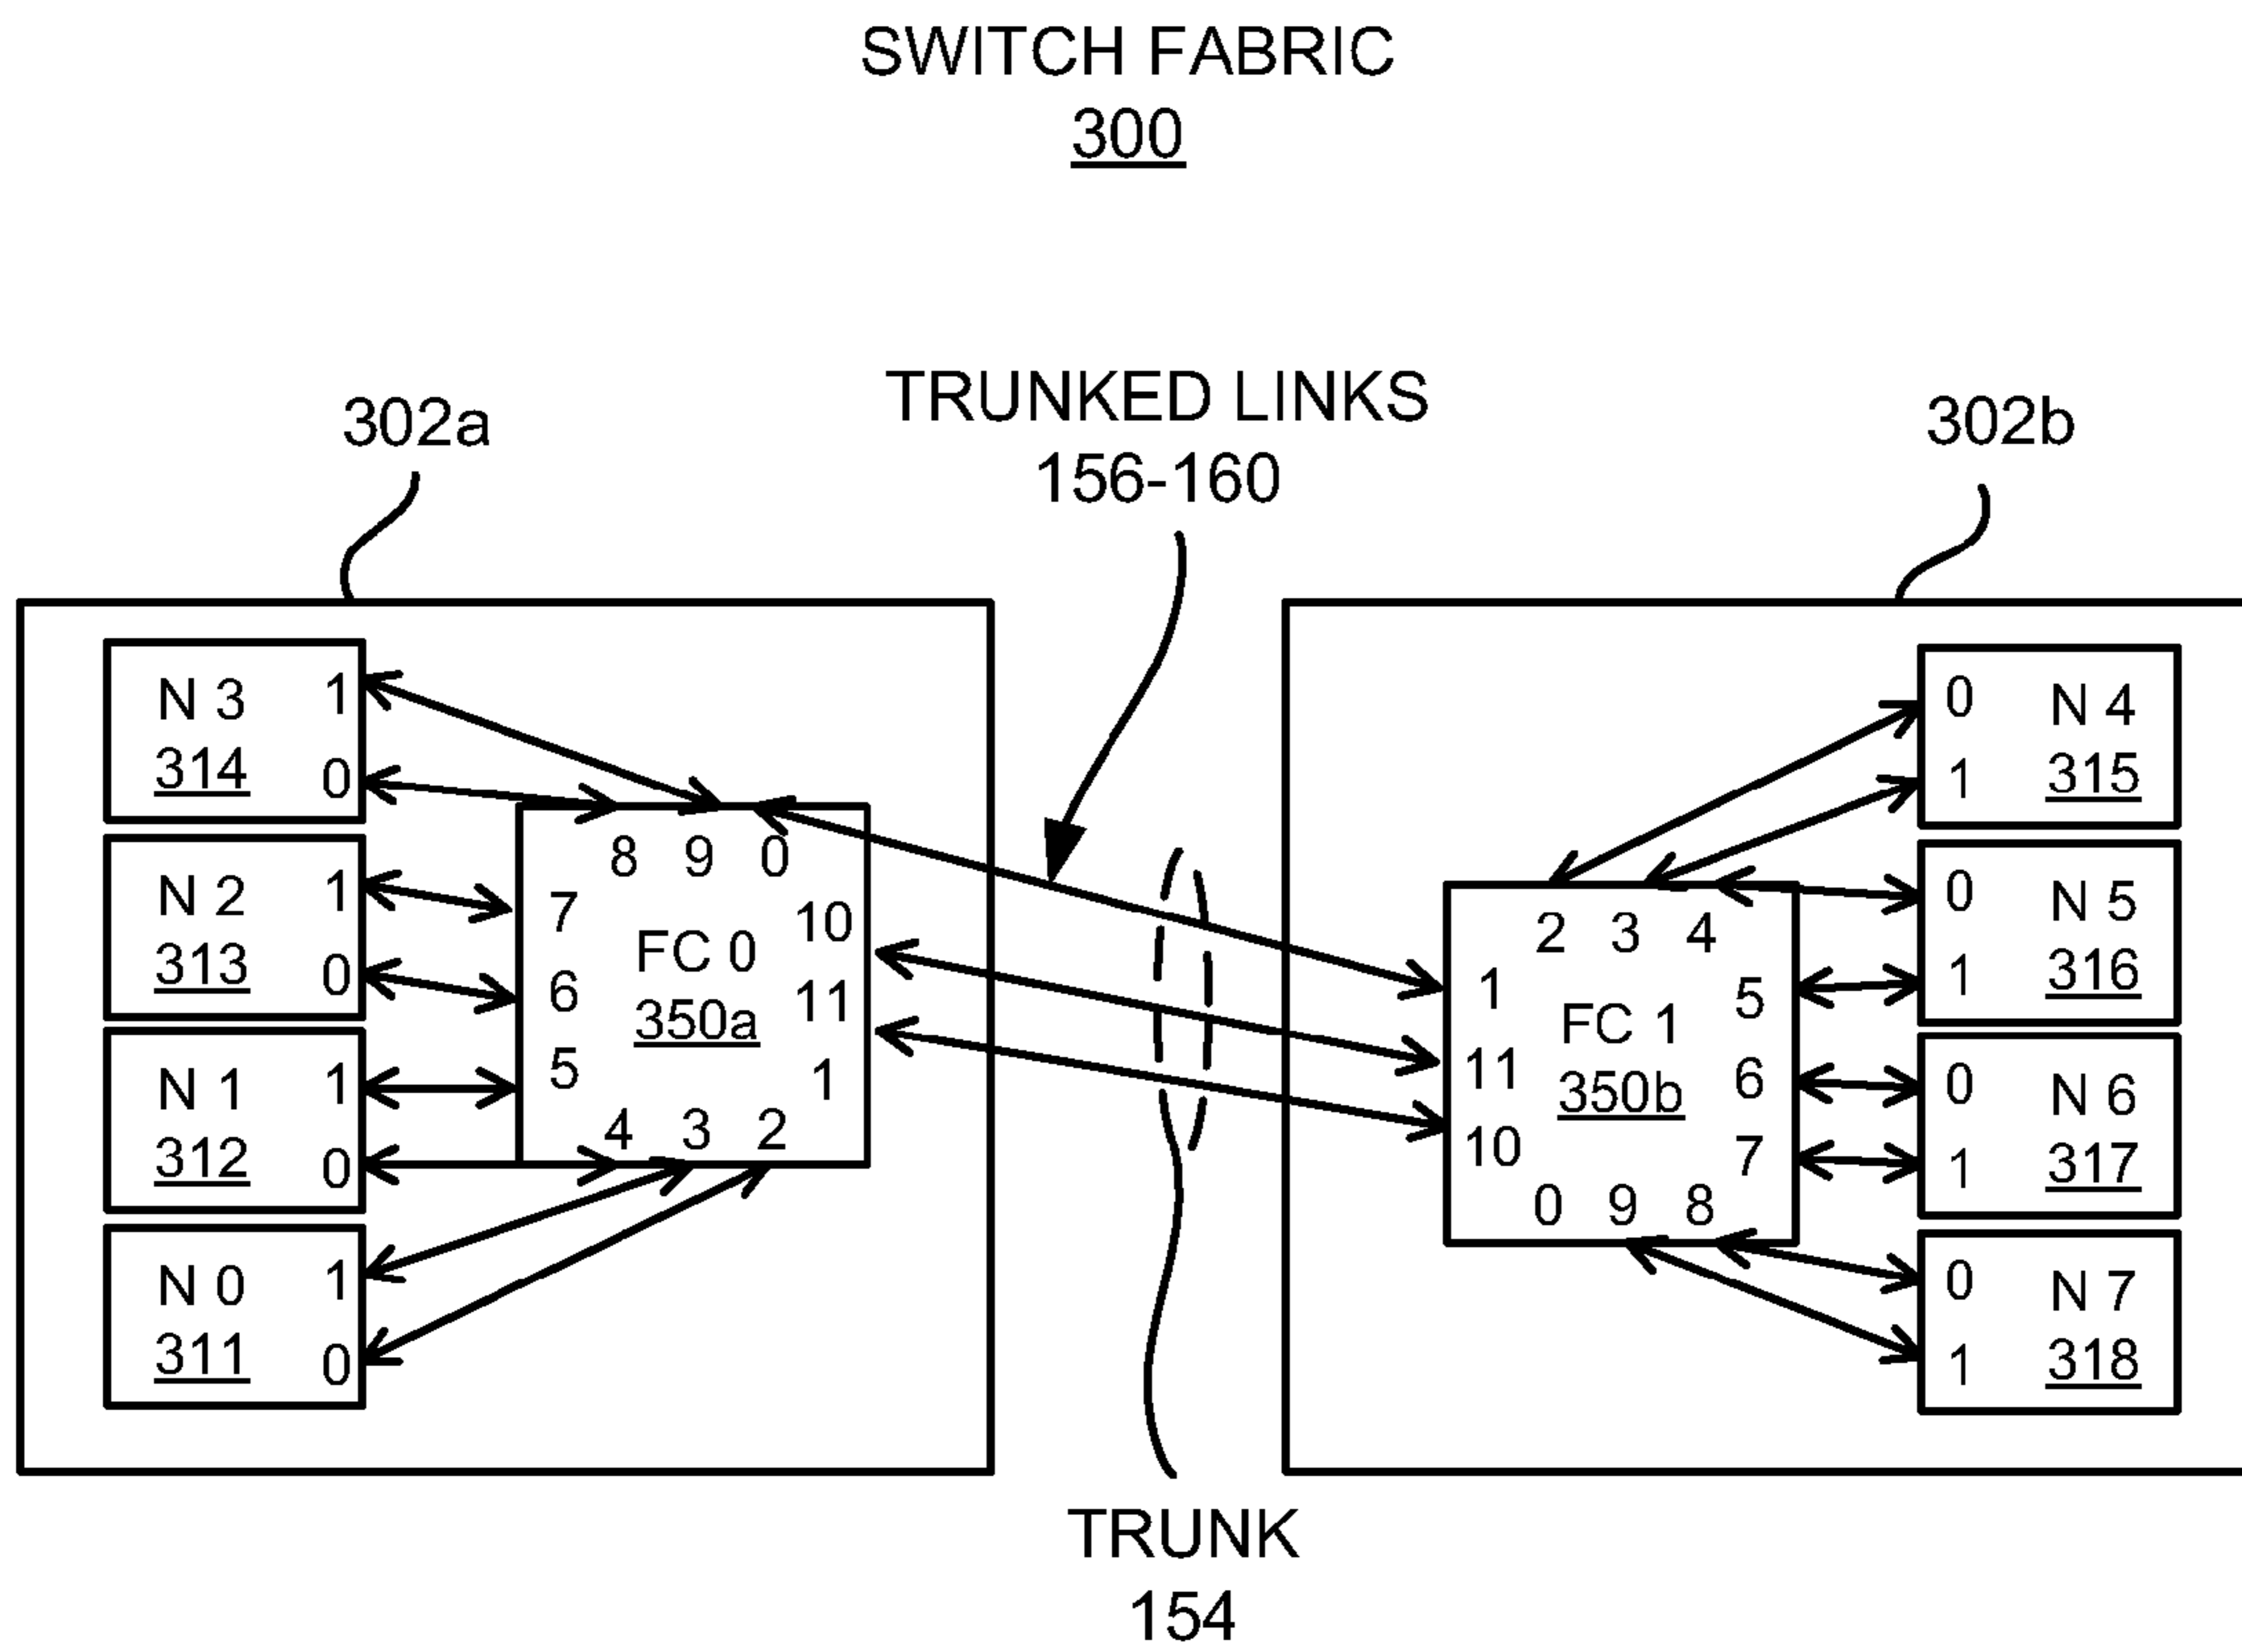 SWITCH FABRIC
300
TRUNKED LINKS
156-160
302a
302b
N 3
314
1
0
N 2
313
1
0
N 1
312
1
0
N 0
311
1
0
8 9 0
7
6
5
FC 0
350a
10
11
1
4 3 2
2 3 4
1
11
10
FC 1
350b
5
6
7
0 9 8
0
1
N 4
315
0
1
N 5
316
0
1
N 6
317
0
1
N 7
318
TRUNK
154